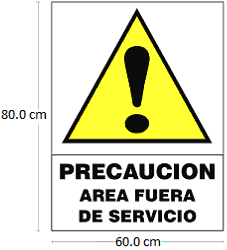 80.0 cm
PRECAUCION
AREA FUERA
DE SERVICIO
60.0 cm